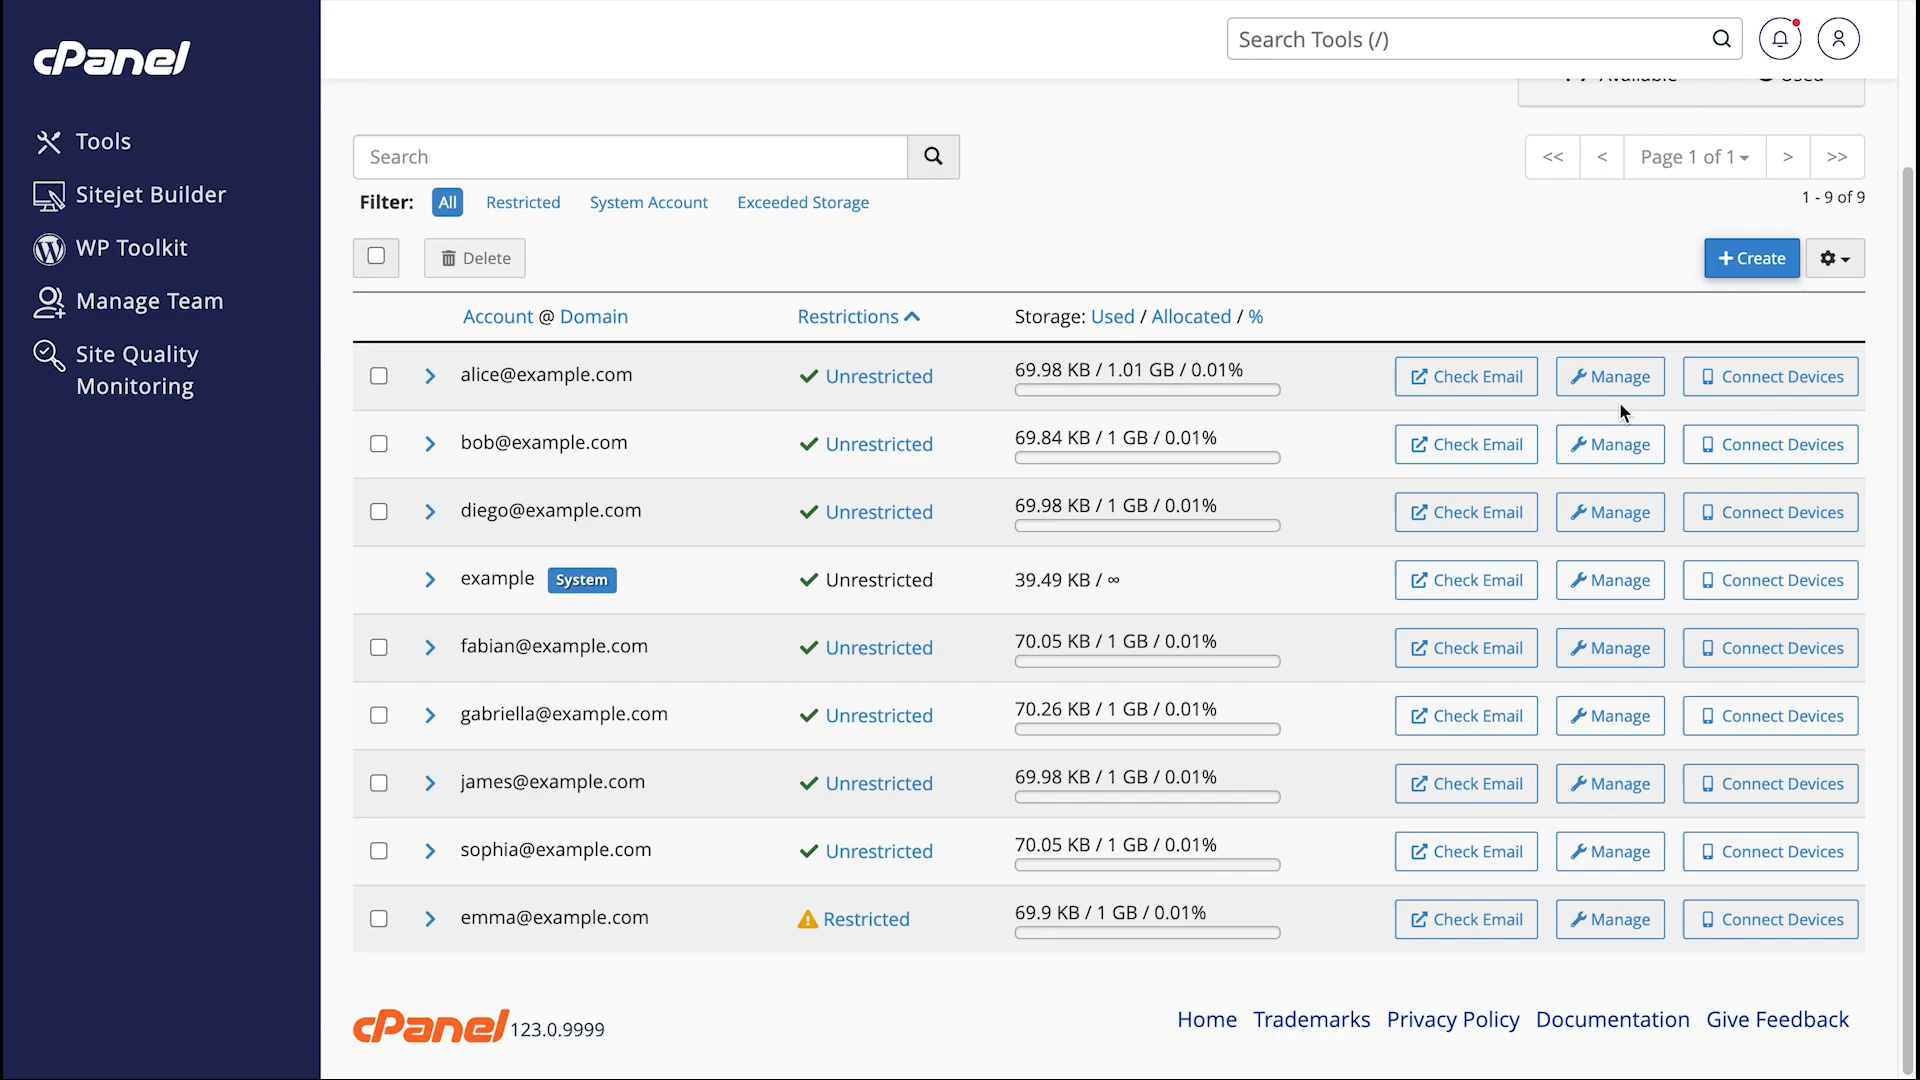 cPanel
Search Tools (/)
Tools
Sitejet Builder
WP Toolkit
Manage Team
Site Quality
Monitoring
Available
Used
Search
<< < Page 1 of 1 > >>
Filter: All Restricted System Account Exceeded Storage
1 - 9 of 9
Delete
+ Create
Account @ Domain Restrictions Storage: Used / Allocated / %
alice@example.com Unrestricted 69.98 KB / 1.01 GB / 0.01% Check Email Manage Connect Devices
bob@example.com Unrestricted 69.84 KB / 1 GB / 0.01% Check Email Manage Connect Devices
diego@example.com Unrestricted 69.98 KB / 1 GB / 0.01% Check Email Manage Connect Devices
example System Unrestricted 39.49 KB / ∞ Check Email Manage Connect Devices
fabian@example.com Unrestricted 70.05 KB / 1 GB / 0.01% Check Email Manage Connect Devices
gabriella@example.com Unrestricted 70.26 KB / 1 GB / 0.01% Check Email Manage Connect Devices
james@example.com Unrestricted 69.98 KB / 1 GB / 0.01% Check Email Manage Connect Devices
sophia@example.com Unrestricted 70.05 KB / 1 GB / 0.01% Check Email Manage Connect Devices
emma@example.com Restricted 69.9 KB / 1 GB / 0.01% Check Email Manage Connect Devices
cPanel 123.0.9999
Home Trademarks Privacy Policy Documentation Give Feedback